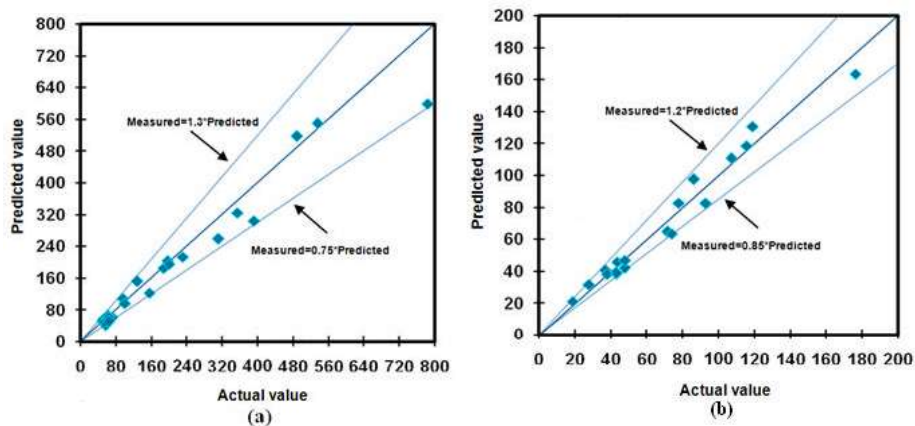 (a)
800
720
640
560
480
400
320
240
160
80
0
Predicted value
Measured=1.3*Predicted
Measured=0.75*Predicted
0 80 160 240 320 400 480 560 640 720 800
Actual value
(a)
(b)
200
180
160
140
120
100
80
60
40
20
0
Predicted value
Measured=1.2*Predicted
Measured=0.85*Predicted
0 20 40 60 80 100 120 140 160 180 200
Actual value
(b)